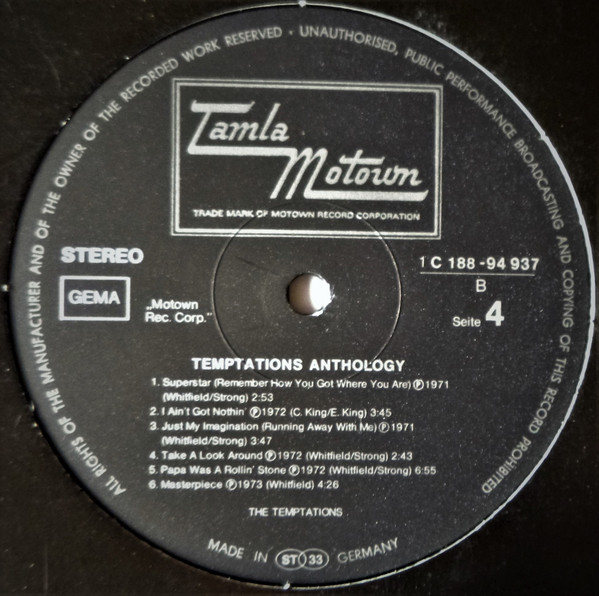 ALL RIGHTS OF THE MANUFACTURER AND OF THE OWNER OF THE RECORDED WORK RESERVED · UNAUTHORISED, PUBLIC PERFORMANCE BROADCASTING AND COPYING OF THIS RECORD PROHIBITED
Tamla
Motown
TRADE MARK OF MOTOWN RECORD CORPORATION
STEREO
GEMA
„Motown
Rec. Corp."
1 C 188-94 937
B
Seite 4
TEMPTATIONS ANTHOLOGY
1. Superstar (Remember How You Got Where You Are) ℗ 1971
(Whitfield/Strong) 2:53
2. I Ain't Got Nothin' ℗ 1972 (C. King/E. King) 3:45
3. Just My Imagination (Running Away With Me) ℗ 1971
(Whitfield/Strong) 3:47
4. Take A Look Around ℗ 1972 (Whitfield/Strong) 2:43
5. Papa Was A Rollin' Stone ℗ 1972 (Whitfield/Strong) 6:55
6. Masterpiece ℗ 1973 (Whitfield) 4:26
THE TEMPTATIONS
MADE IN ST 33 GERMANY